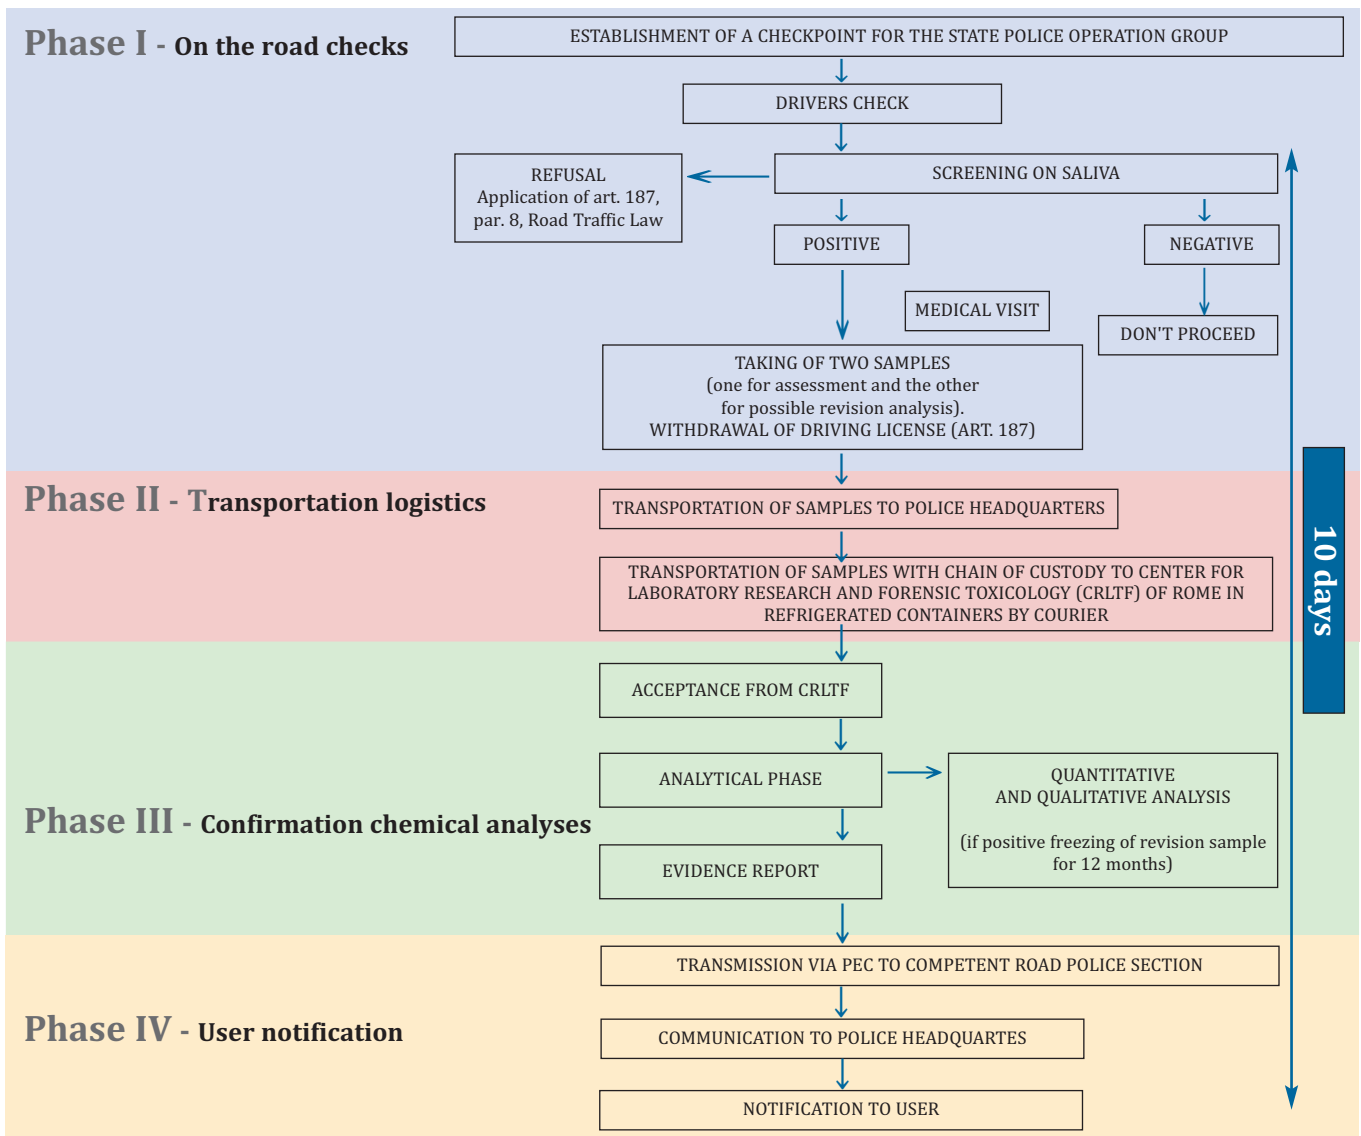 Phase I - On the road checks
ESTABLISHMENT OF A CHECKPOINT FOR THE STATE POLICE OPERATION GROUP
DRIVERS CHECK
REFUSAL
Application of art. 187,
par. 8, Road Traffic Law
SCREENING ON SALIVA
POSITIVE
NEGATIVE
MEDICAL VISIT
DON'T PROCEED
TAKING OF TWO SAMPLES
(one for assessment and the other
for possible revision analysis).
WITHDRAWAL OF DRIVING LICENSE (ART. 187)
10 days
Phase II - Transportation logistics
TRANSPORTATION OF SAMPLES TO POLICE HEADQUARTERS
TRANSPORTATION OF SAMPLES WITH CHAIN OF CUSTODY TO CENTER FOR
LABORATORY RESEARCH AND FORENSIC TOXICOLOGY (CRLTF) OF ROME IN
REFRIGERATED CONTAINERS BY COURIER
Phase III - Confirmation chemical analyses
ACCEPTANCE FROM CRLTF
ANALYTICAL PHASE
QUANTITATIVE
AND QUALITATIVE ANALYSIS
(if positive freezing of revision sample
for 12 months)
EVIDENCE REPORT
Phase IV - User notification
TRANSMISSION VIA PEC TO COMPETENT ROAD POLICE SECTION
COMMUNICATION TO POLICE HEADQUARTES
NOTIFICATION TO USER